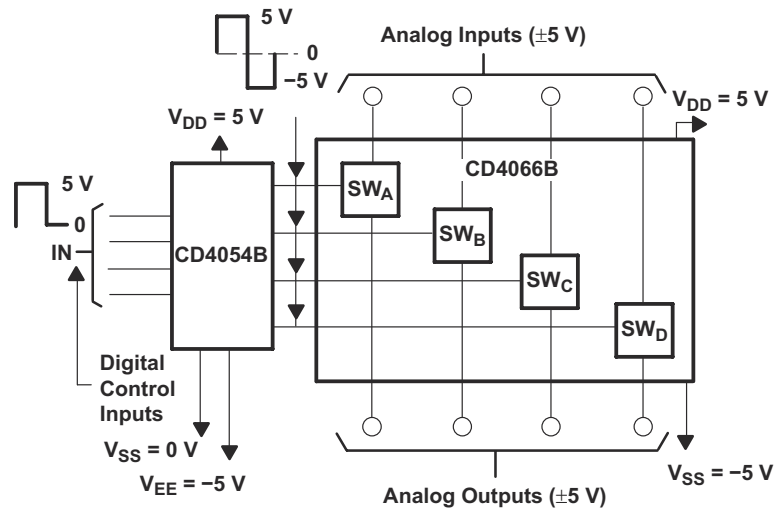 5 V
0
−5 V
Analog Inputs (±5 V)
V_DD = 5 V
V_DD = 5 V
CD4066B
5 V
0
IN
CD4054B
SW_A
SW_B
SW_C
SW_D
Digital
Control
Inputs
V_SS = 0 V
V_EE = −5 V
V_SS = −5 V
Analog Outputs (±5 V)